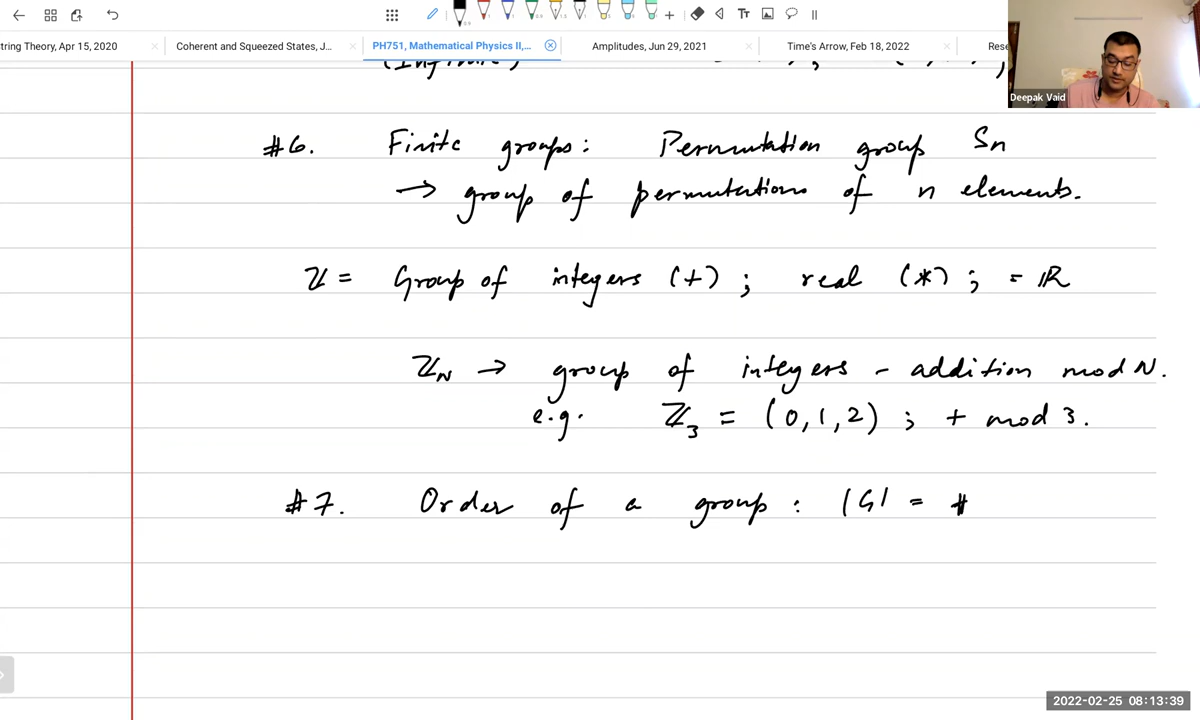 tring Theory, Apr 15, 2020 Coherent and Squeezed States, J... PH751, Mathematical Physics II,... Amplitudes, Jun 29, 2021 Time's Arrow, Feb 18, 2022 Rese
Deepak Vaid
#6. Finite groups: Permutation group Sn
→ group of permutations of n elements.
ℤ = Group of integers (+) ; real (*) ; = ℝ
ℤN → group of integers - addition mod N.
e.g. ℤ3 = (0, 1, 2) ; + mod 3.
#7. Order of a group : |G| = #
2022-02-25 08:13:39